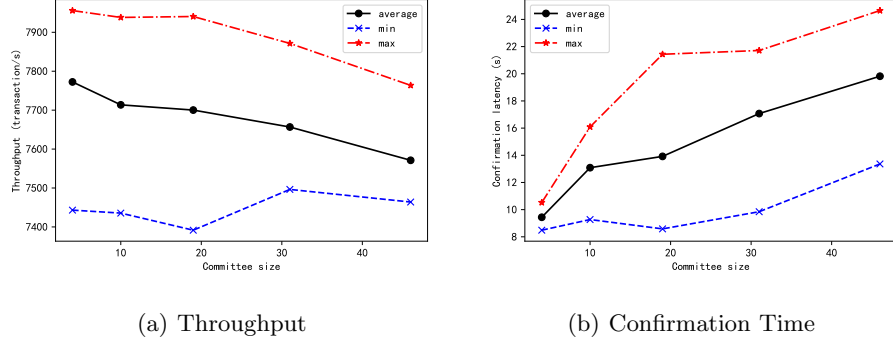 average
min
max
7900
7800
7700
7600
7500
7400
Throughput (transaction/s)
10
20
30
40
Committee size
(a) Throughput
average
min
max
24
22
20
18
16
14
12
10
8
Confirmation latency (s)
10
20
30
40
Committee size
(b) Confirmation Time